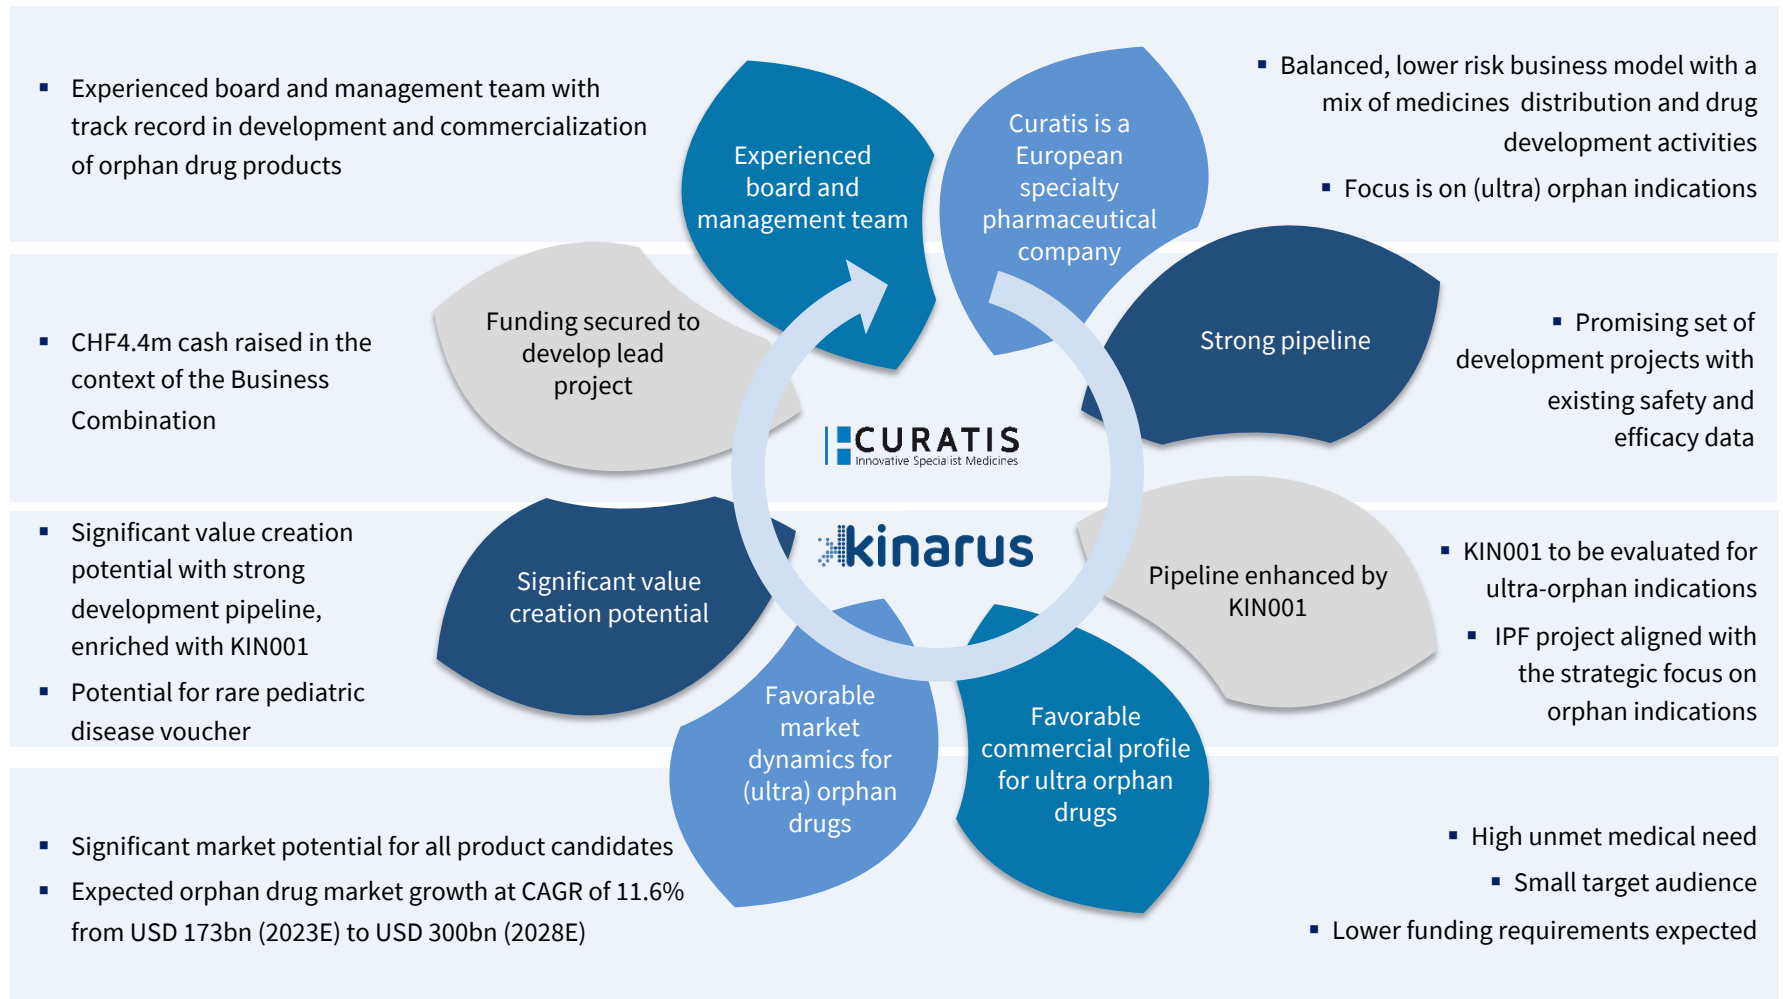 ▪ Experienced board and management team with
track record in development and commercialization
of orphan drug products
Experienced
board and
management team
Curatis is a
European
specialty
pharmaceutical
company
▪ Balanced, lower risk business model with a
mix of medicines distribution and drug
development activities
▪ Focus is on (ultra) orphan indications
▪ CHF4.4m cash raised in the
context of the Business
Combination
Funding secured to
develop lead
project
Strong pipeline
▪ Promising set of
development projects with
existing safety and
efficacy data
CURATIS
Innovative Specialist Medicines
kinarus
▪ Significant value creation
potential with strong
development pipeline,
enriched with KIN001
▪ Potential for rare pediatric
disease voucher
Significant value
creation potential
Pipeline enhanced by
KIN001
▪ KIN001 to be evaluated for
ultra-orphan indications
▪ IPF project aligned with
the strategic focus on
orphan indications
Favorable
market
dynamics for
(ultra) orphan
drugs
Favorable
commercial profile
for ultra orphan
drugs
▪ Significant market potential for all product candidates
▪ Expected orphan drug market growth at CAGR of 11.6%
from USD 173bn (2023E) to USD 300bn (2028E)
▪ High unmet medical need
▪ Small target audience
▪ Lower funding requirements expected